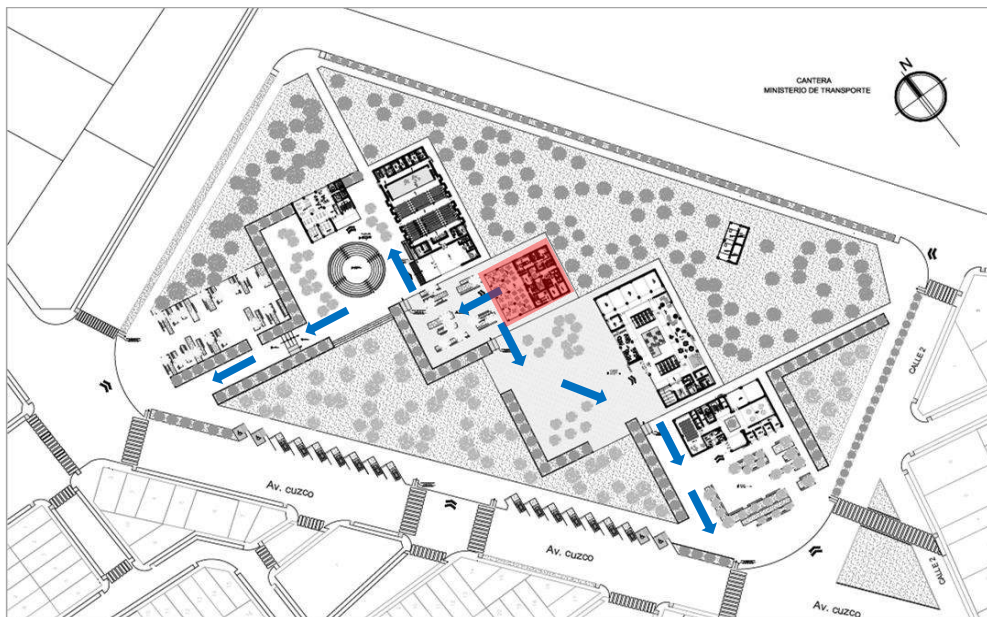 N
CANTERA
MINISTERIO DE TRANSPORTE
CALLE 2
Av. cuzco
Av. cuzco
CALLE 2
Av. cuzco